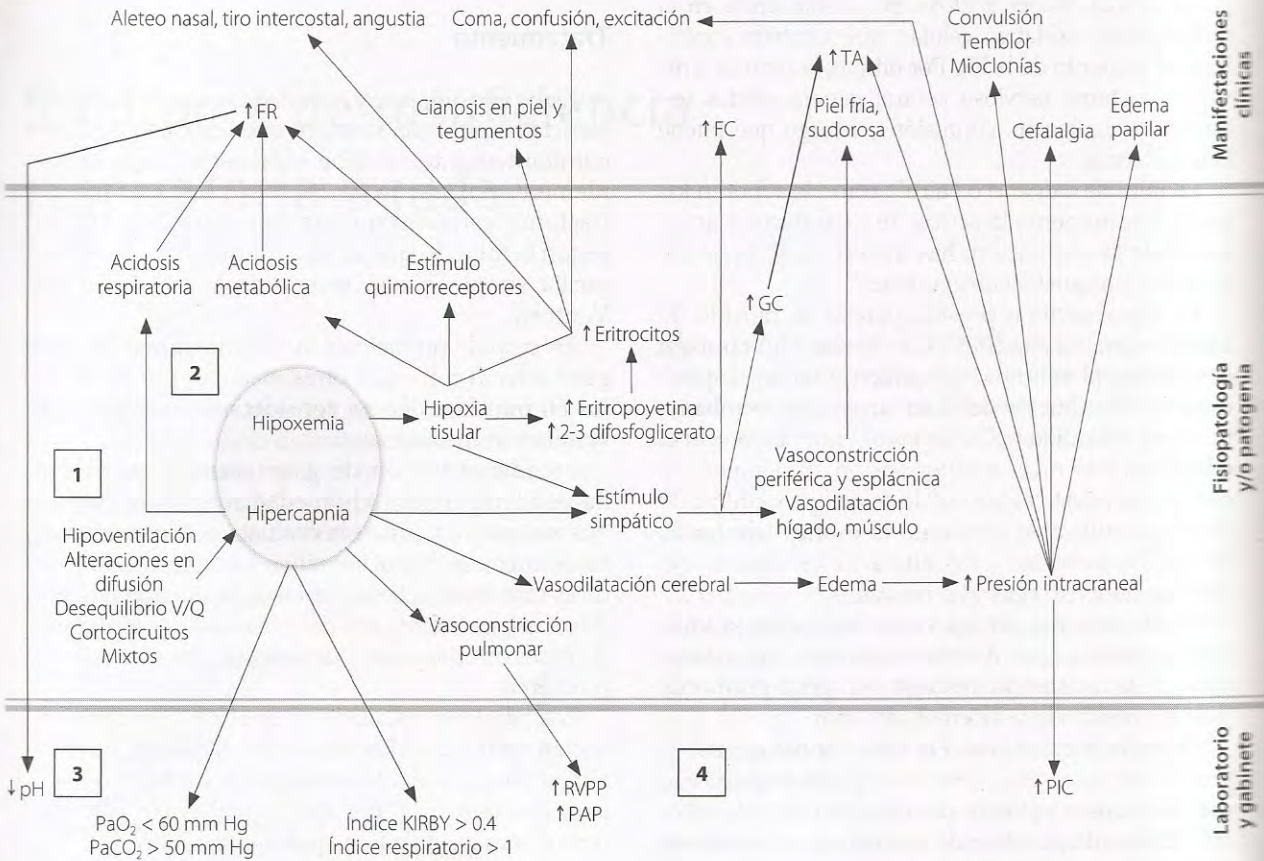 Aleteo nasal, tiro intercostal, angustia
Coma, confusión, excitación
Convulsión
Temblor
Mioclonías
↑TA
↑FR
Cianosis en piel y
tegumentos
↑FC
Piel fría,
sudorosa
Cefalalgia
Edema
papilar
Manifestaciones
clínicas
Acidosis
respiratoria
Acidosis
metabólica
Estímulo
quimiorreceptores
↑GC
↑Eritrocitos
2
Hipoxemia
Hipoxia
tisular
↑Eritropoyetina
↑2-3 difosfoglicerato
1
Hipercapnia
Estímulo
simpático
Vasoconstricción
periférica y esplácnica
Vasodilatación
hígado, músculo
Hipoventilación
Alteraciones en
difusión
Desequilibrio V/Q
Cortocircuitos
Mixtos
Vasodilatación cerebral
Edema
↑Presión intracraneal
Vasoconstricción
pulmonar
Fisiopatología
y/o patogenia
↓pH
3
4
PaO₂ < 60 mm Hg
PaCO₂ > 50 mm Hg
Índice KIRBY > 0.4
Índice respiratorio > 1
↑RVPP
↑PAP
↑PIC
Laboratorio
y gabinete